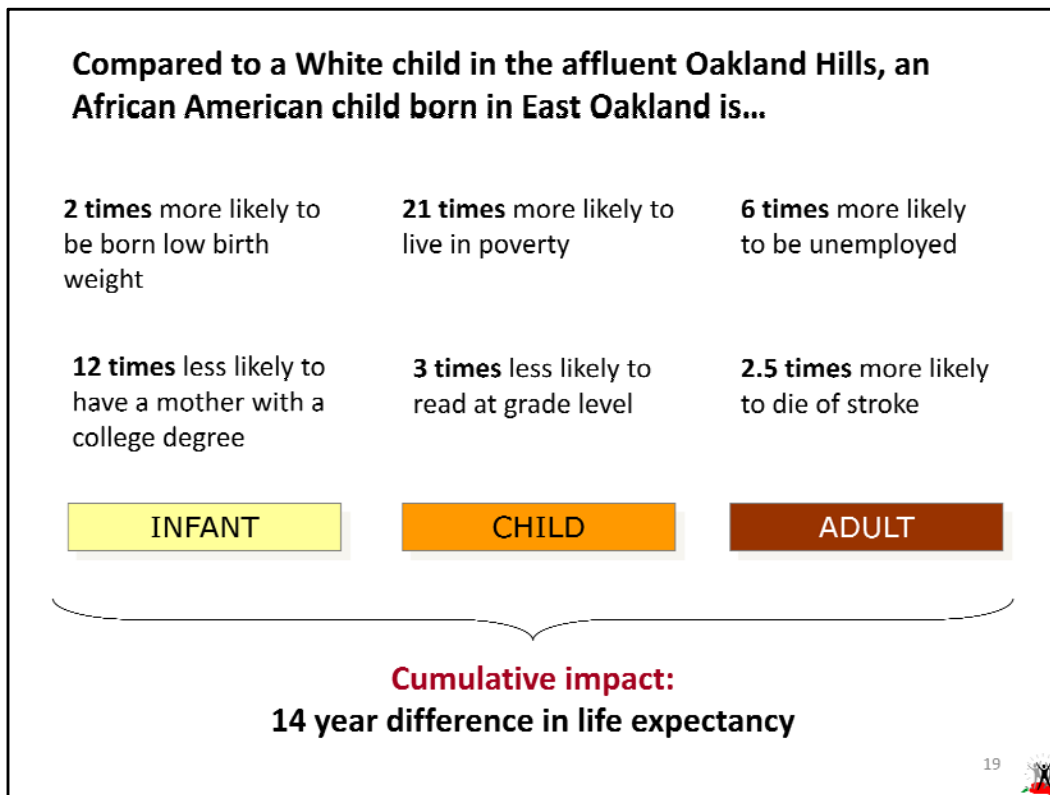 Compared to a White child in the affluent Oakland Hills, an
African American child born in East Oakland is…
2 times more likely to
be born low birth
weight
21 times more likely to
live in poverty
6 times more likely
to be unemployed
12 times less likely to
have a mother with a
college degree
3 times less likely to
read at grade level
2.5 times more likely
to die of stroke
INFANT
CHILD
ADULT
Cumulative impact:
14 year difference in life expectancy
19